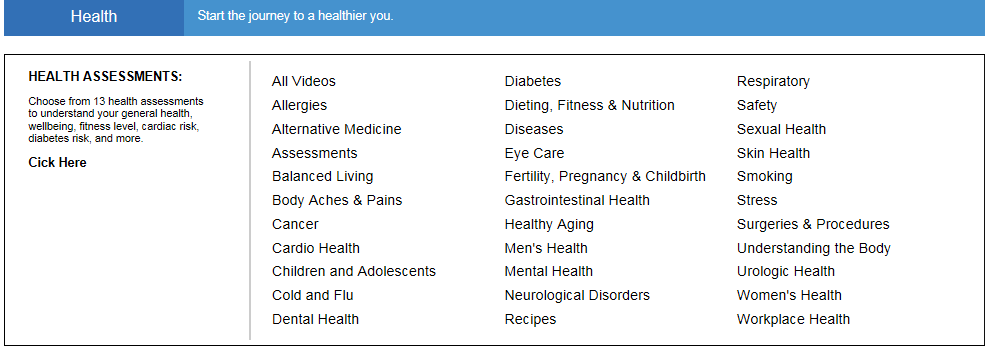 Health
Start the journey to a healthier you.
HEALTH ASSESSMENTS:
Choose from 13 health assessments
to understand your general health,
wellbeing, fitness level, cardiac risk,
diabetes risk, and more.
Cick Here
All Videos
Allergies
Alternative Medicine
Assessments
Balanced Living
Body Aches & Pains
Cancer
Cardio Health
Children and Adolescents
Cold and Flu
Dental Health
Diabetes
Dieting, Fitness & Nutrition
Diseases
Eye Care
Fertility, Pregnancy & Childbirth
Gastrointestinal Health
Healthy Aging
Men's Health
Mental Health
Neurological Disorders
Recipes
Respiratory
Safety
Sexual Health
Skin Health
Smoking
Stress
Surgeries & Procedures
Understanding the Body
Urologic Health
Women's Health
Workplace Health